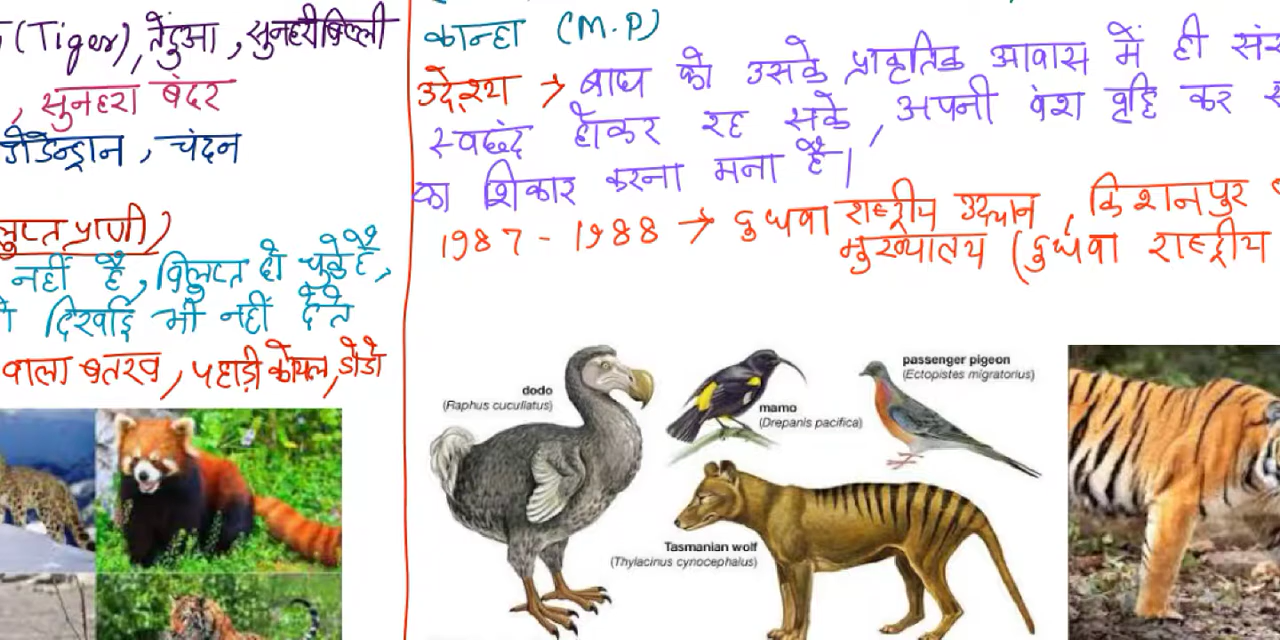 (Tiger), तेंदुआ, सुनहरी बिल्ली
, सुनहरा बंदर
, चंदन
लुप्त प्राणी)
नहीं है, विलुप्त हो चुके हैं,
दिखाई भी नहीं देते
वाला बतख, पहाड़ी कोयल, डोडो
कान्हा (M.P)
उद्देश्य → बाघ को उसके प्राकृतिक आवास में ही
स्वछंद होकर रह सके, अपनी वंश वृद्दि कर
का शिकार करना मना है।
1987 - 1988 → दुधवा राष्ट्रीय उद्यान, किशनपुर
मुख्यालय (दुधवा राष्ट्रीय
dodo
(Raphus cucullatus)
mamo
(Drepanis pacifica)
passenger pigeon
(Ectopistes migratorius)
Tasmanian wolf
(Thylacinus cynocephalus)